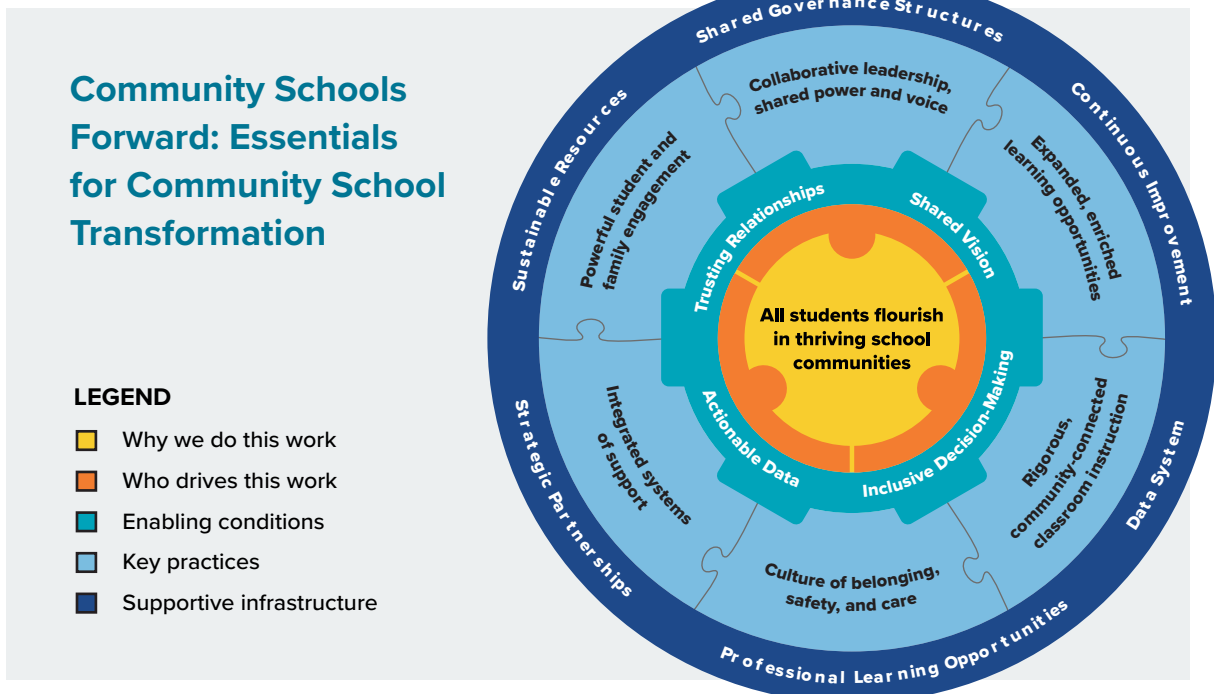 Community Schools
Forward: Essentials
for Community School
Transformation
LEGEND
Why we do this work
Who drives this work
Enabling conditions
Key practices
Supportive infrastructure
Shared Governance Structures
Continuous Improvement
Data System
Professional Learning Opportunities
Strategic Partnerships
Sustainable Resources
Collaborative leadership,
shared power and voice
Expanded, enriched
learning opportunities
Rigorous,
community-connected
classroom instruction
Culture of belonging,
safety, and care
Integrated systems
of support
Powerful student and
family engagement
Trusting Relationships
Shared Vision
Inclusive Decision-Making
Actionable Data
All students flourish
in thriving school
communities